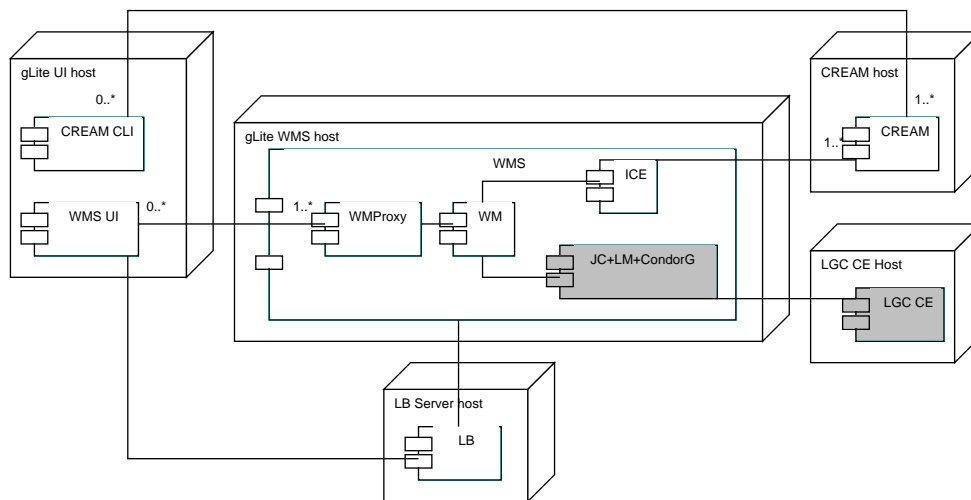 gLite UI host
CREAM host
0..*
1..*
CREAM CLI
gLite WMS host
CREAM
1..*
WMS
ICE
WMS UI
0..*
1..*
WMProxy
WM
JC+LM+CondorG
LGC CE Host
LGC CE
LB Server host
LB